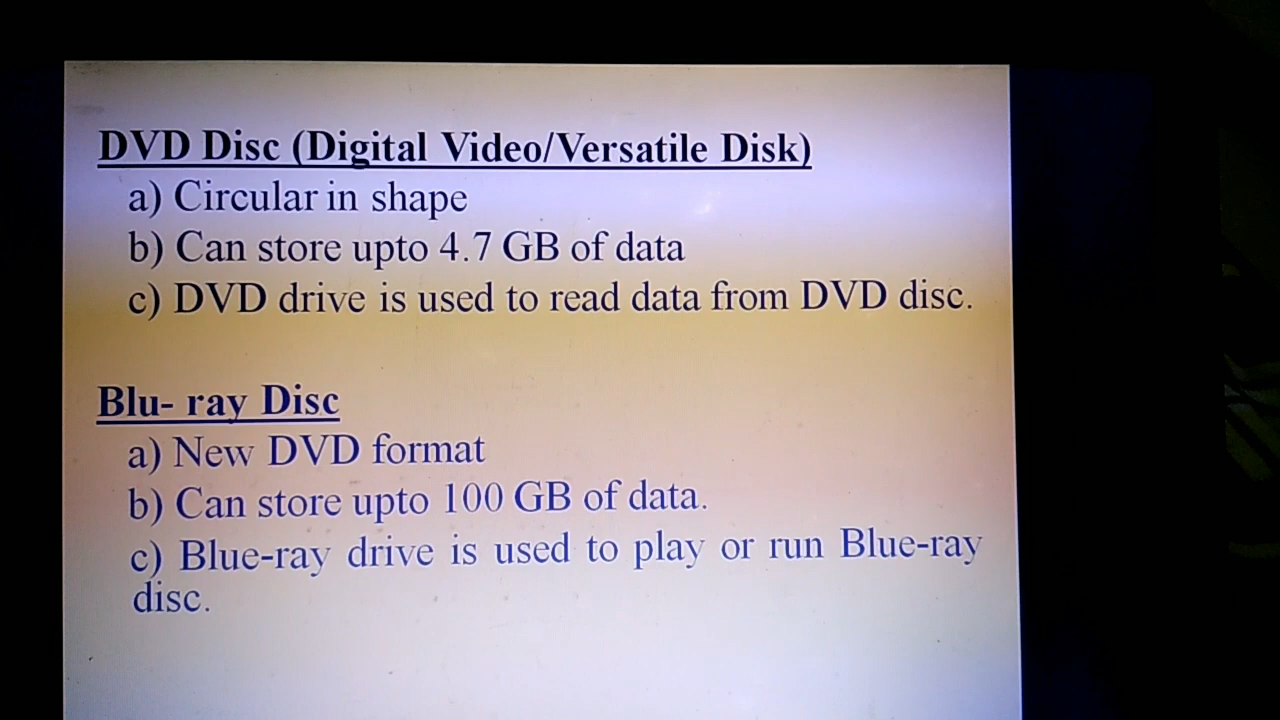 DVD Disc (Digital Video/Versatile Disk)
a) Circular in shape
b) Can store upto 4.7 GB of data
c) DVD drive is used to read data from DVD disc.
Blu- ray Disc
a) New DVD format
b) Can store upto 100 GB of data.
c) Blue-ray drive is used to play or run Blue-ray
disc.